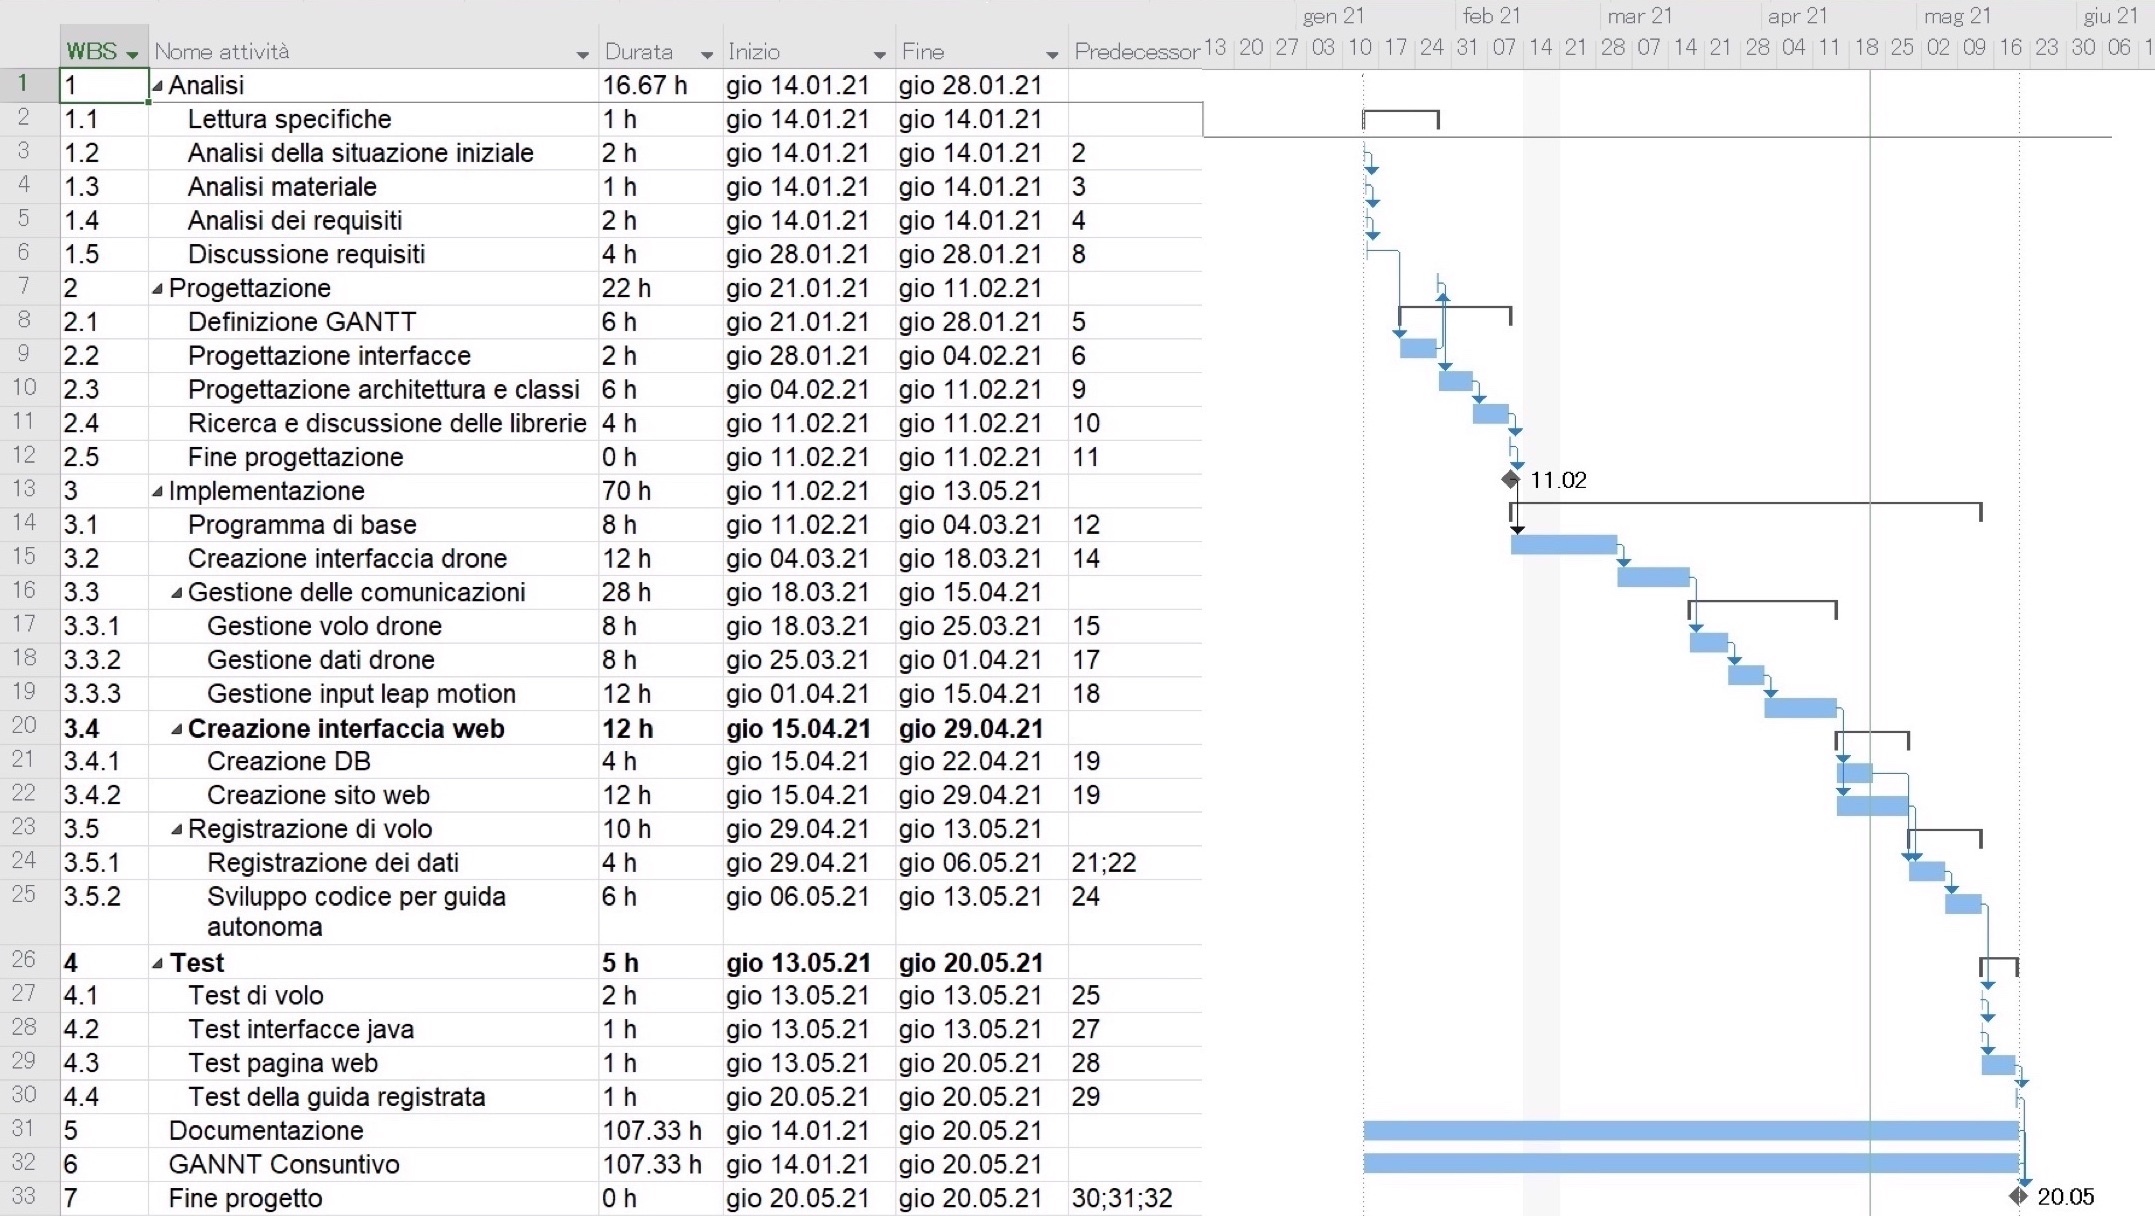 gen 21 feb 21 mar 21 apr 21 mag 21 giu 21
WBS Nome attività Durata Inizio Fine Predecessor 13 20 27 03 10 17 24 31 07 14 21 28 07 14 21 28 04 11 18 25 02 09 16 23 30 06 1
1 1 Analisi 16.67 h gio 14.01.21 gio 28.01.21
2 1.1 Lettura specifiche 1 h gio 14.01.21 gio 14.01.21
3 1.2 Analisi della situazione iniziale 2 h gio 14.01.21 gio 14.01.21 2
4 1.3 Analisi materiale 1 h gio 14.01.21 gio 14.01.21 3
5 1.4 Analisi dei requisiti 2 h gio 14.01.21 gio 14.01.21 4
6 1.5 Discussione requisiti 4 h gio 28.01.21 gio 28.01.21 8
7 2 Progettazione 22 h gio 21.01.21 gio 11.02.21
8 2.1 Definizione GANTT 6 h gio 21.01.21 gio 28.01.21 5
9 2.2 Progettazione interfacce 2 h gio 28.01.21 gio 04.02.21 6
10 2.3 Progettazione architettura e classi 6 h gio 04.02.21 gio 11.02.21 9
11 2.4 Ricerca e discussione delle librerie 4 h gio 11.02.21 gio 11.02.21 10
12 2.5 Fine progettazione 0 h gio 11.02.21 gio 11.02.21 11
13 3 Implementazione 70 h gio 11.02.21 gio 13.05.21
11.02
14 3.1 Programma di base 8 h gio 11.02.21 gio 04.03.21 12
15 3.2 Creazione interfaccia drone 12 h gio 04.03.21 gio 18.03.21 14
16 3.3 Gestione delle comunicazioni 28 h gio 18.03.21 gio 15.04.21
17 3.3.1 Gestione volo drone 8 h gio 18.03.21 gio 25.03.21 15
18 3.3.2 Gestione dati drone 8 h gio 25.03.21 gio 01.04.21 17
19 3.3.3 Gestione input leap motion 12 h gio 01.04.21 gio 15.04.21 18
20 3.4 Creazione interfaccia web 12 h gio 15.04.21 gio 29.04.21
21 3.4.1 Creazione DB 4 h gio 15.04.21 gio 22.04.21 19
22 3.4.2 Creazione sito web 12 h gio 15.04.21 gio 29.04.21 19
23 3.5 Registrazione di volo 10 h gio 29.04.21 gio 13.05.21
24 3.5.1 Registrazione dei dati 4 h gio 29.04.21 gio 06.05.21 21;22
25 3.5.2 Sviluppo codice per guida 6 h gio 06.05.21 gio 13.05.21 24
autonoma
26 4 Test 5 h gio 13.05.21 gio 20.05.21
27 4.1 Test di volo 2 h gio 13.05.21 gio 13.05.21 25
28 4.2 Test interfacce java 1 h gio 13.05.21 gio 13.05.21 27
29 4.3 Test pagina web 1 h gio 13.05.21 gio 20.05.21 28
30 4.4 Test della guida registrata 1 h gio 20.05.21 gio 20.05.21 29
31 5 Documentazione 107.33 h gio 14.01.21 gio 20.05.21
32 6 GANNT Consuntivo 107.33 h gio 14.01.21 gio 20.05.21
33 7 Fine progetto 0 h gio 20.05.21 gio 20.05.21 30;31;32
20.05